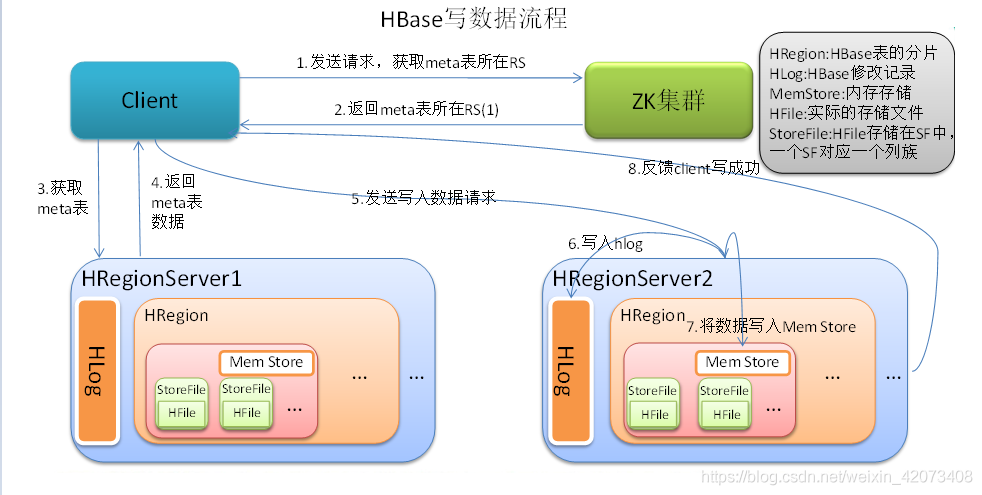 HBase写数据流程
Client
1.发送请求，获取meta表所在RS
2.返回meta表所在RS(1)
ZK集群
HRegion:HBase表的分片
HLog:HBase修改记录
MemStore:内存存储
HFile:实际的存储文件
StoreFile:HFile存储在SF中，
一个SF对应一个列族
3.获取
meta表
4.返回
meta表
数据
5.发送写入数据请求
8.反馈client写成功
6.写入hlog
HRegionServer1
HLog
HRegion
Mem Store
StoreFile
HFile
StoreFile
HFile
...
...
...
HRegionServer2
HLog
HRegion
7.将数据写入Mem Store
Mem Store
StoreFile
HFile
StoreFile
HFile
...
...
...
https://blog.csdn.net/weixin_42073408